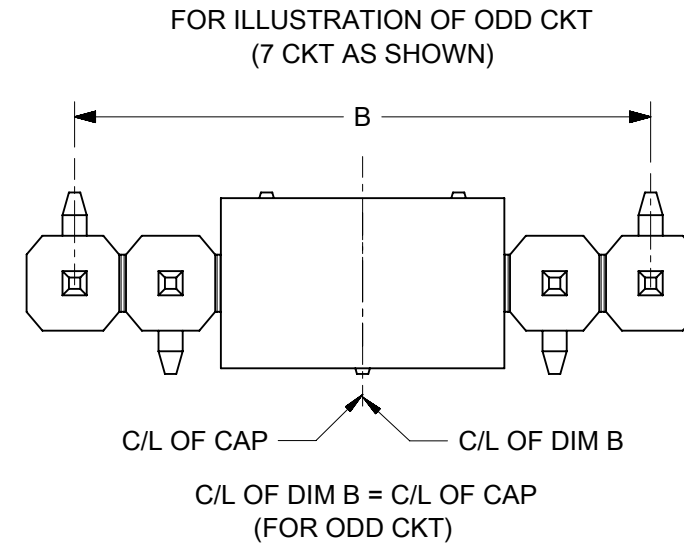 FOR ILLUSTRATION OF ODD CKT
(7 CKT AS SHOWN)
B
C/L OF CAP
C/L OF DIM B
C/L OF DIM B = C/L OF CAP
(FOR ODD CKT)